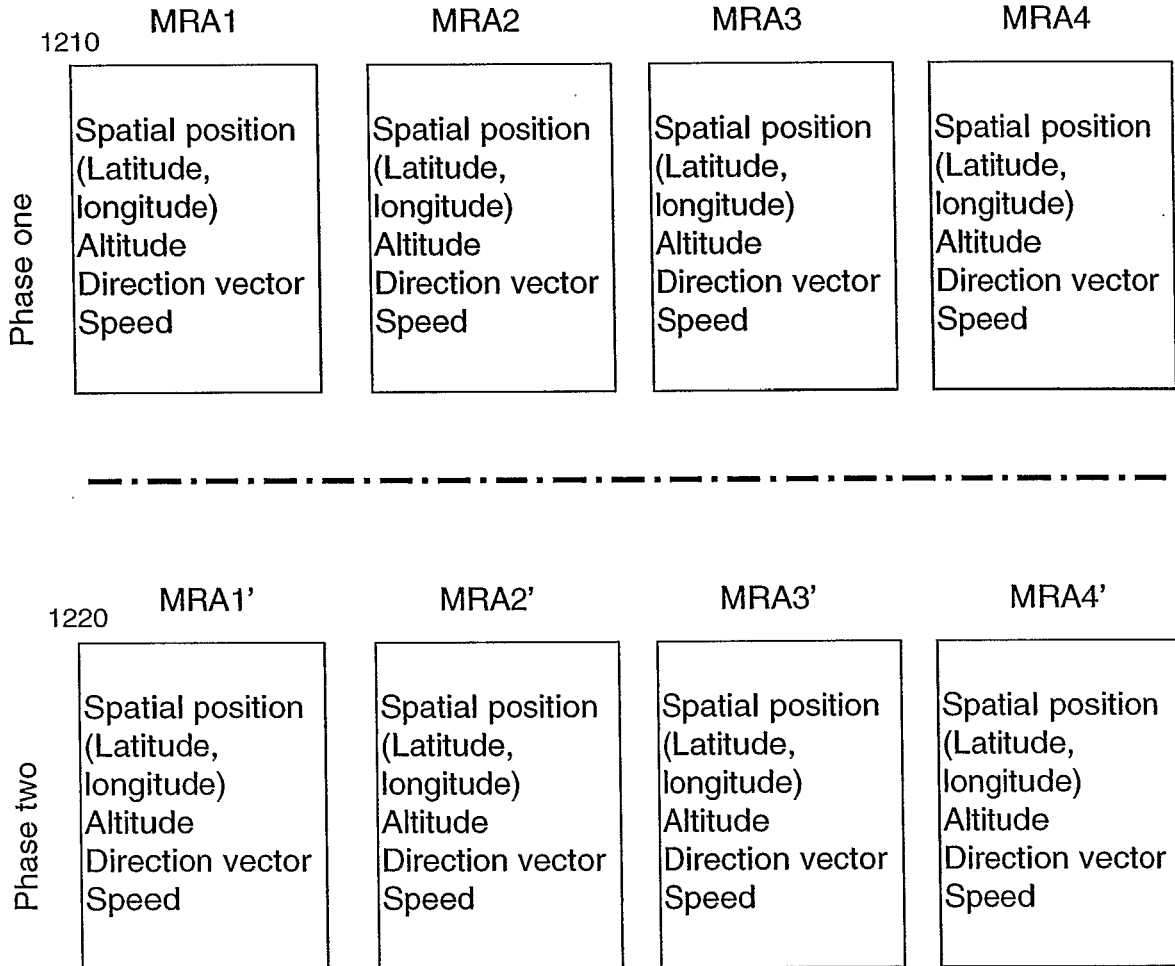 MRA1 MRA2 MRA3 MRA4
1210
Phase one
Spatial position
(Latitude,
longitude)
Altitude
Direction vector
Speed
Spatial position
(Latitude,
longitude)
Altitude
Direction vector
Speed
Spatial position
(Latitude,
longitude)
Altitude
Direction vector
Speed
Spatial position
(Latitude,
longitude)
Altitude
Direction vector
Speed
MRA1' MRA2' MRA3' MRA4'
1220
Phase two
Spatial position
(Latitude,
longitude)
Altitude
Direction vector
Speed
Spatial position
(Latitude,
longitude)
Altitude
Direction vector
Speed
Spatial position
(Latitude,
longitude)
Altitude
Direction vector
Speed
Spatial position
(Latitude,
longitude)
Altitude
Direction vector
Speed